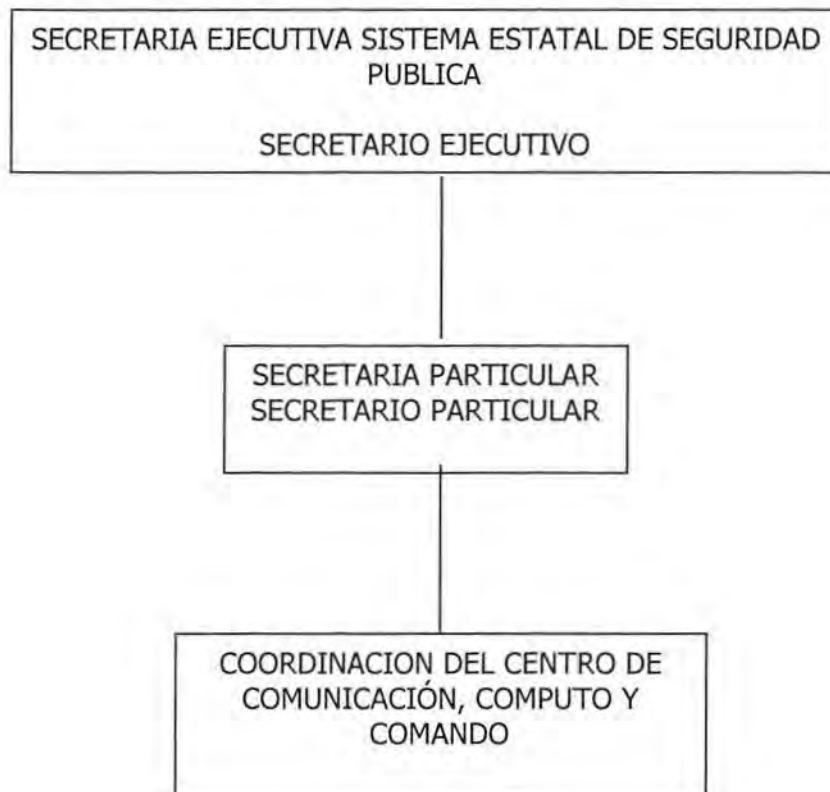 SECRETARIA EJECUTIVA SISTEMA ESTATAL DE SEGURIDAD
PUBLICA
SECRETARIO EJECUTIVO
SECRETARIA PARTICULAR
SECRETARIO PARTICULAR
COORDINACION DEL CENTRO DE
COMUNICACIÓN, COMPUTO Y
COMANDO